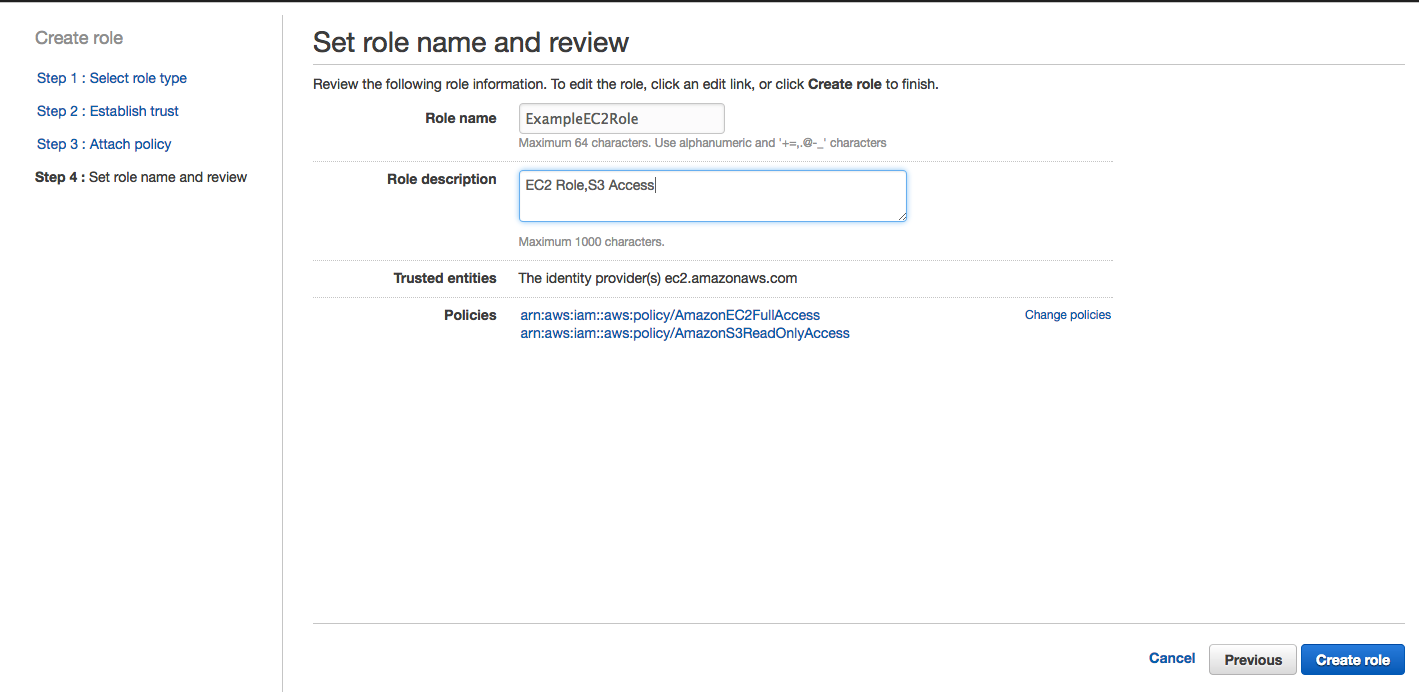 Create role
Step 1 : Select role type
Step 2 : Establish trust
Step 3 : Attach policy
Step 4 : Set role name and review
Set role name and review
Review the following role information. To edit the role, click an edit link, or click Create role to finish.
Role name ExampleEC2Role
Maximum 64 characters. Use alphanumeric and '+=,.@-_' characters
Role description EC2 Role,S3 Access
Maximum 1000 characters.
Trusted entities The identity provider(s) ec2.amazonaws.com
Policies arn:aws:iam::aws:policy/AmazonEC2FullAccess Change policies
arn:aws:iam::aws:policy/AmazonS3ReadOnlyAccess
Cancel Previous Create role